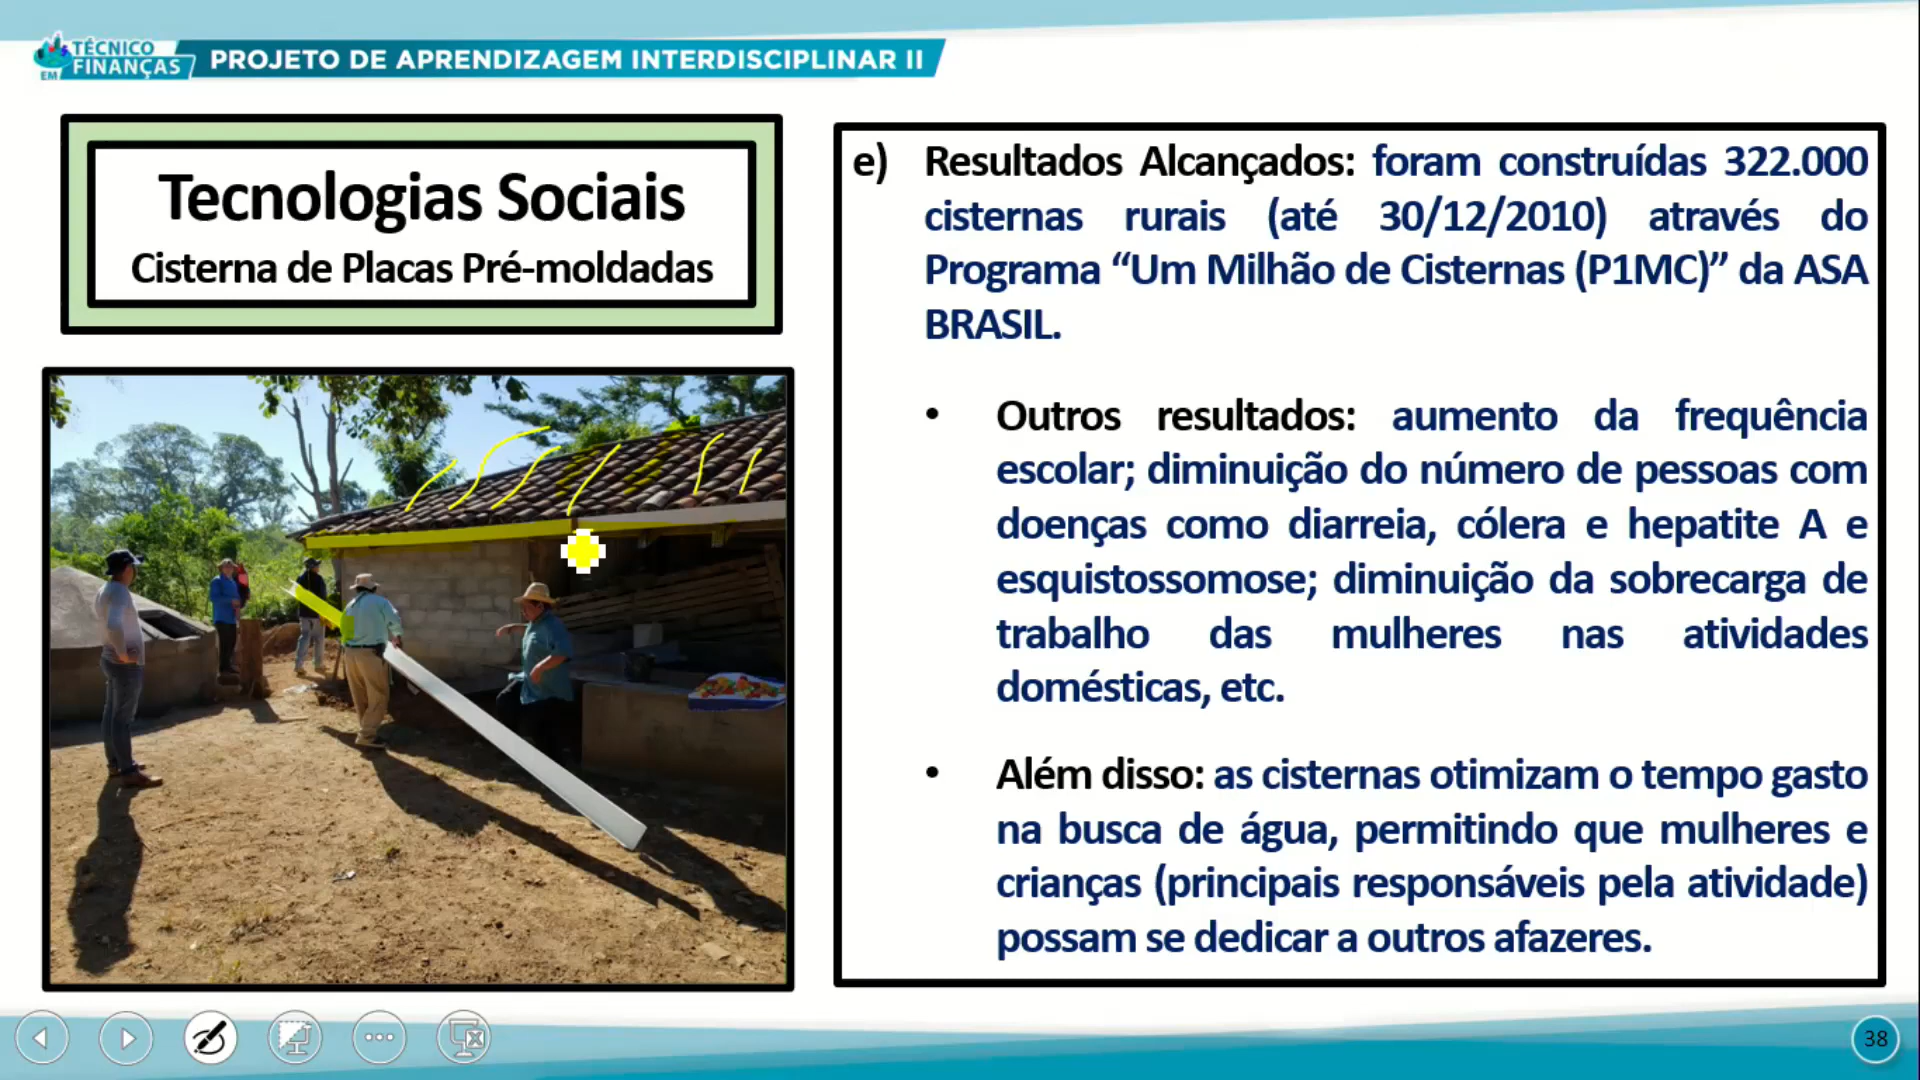 TÉCNICO
EM FINANÇAS
PROJETO DE APRENDIZAGEM INTERDISCIPLINAR II
Tecnologias Sociais
Cisterna de Placas Pré-moldadas
e) Resultados Alcançados: foram construídas 322.000
cisternas rurais (até 30/12/2010) através do
Programa “Um Milhão de Cisternas (P1MC)” da ASA
BRASIL.
• Outros resultados: aumento da frequência
escolar; diminuição do número de pessoas com
doenças como diarreia, cólera e hepatite A e
esquistossomose; diminuição da sobrecarga de
trabalho das mulheres nas atividades
domésticas, etc.
• Além disso: as cisternas otimizam o tempo gasto
na busca de água, permitindo que mulheres e
crianças (principais responsáveis pela atividade)
possam se dedicar a outros afazeres.
38